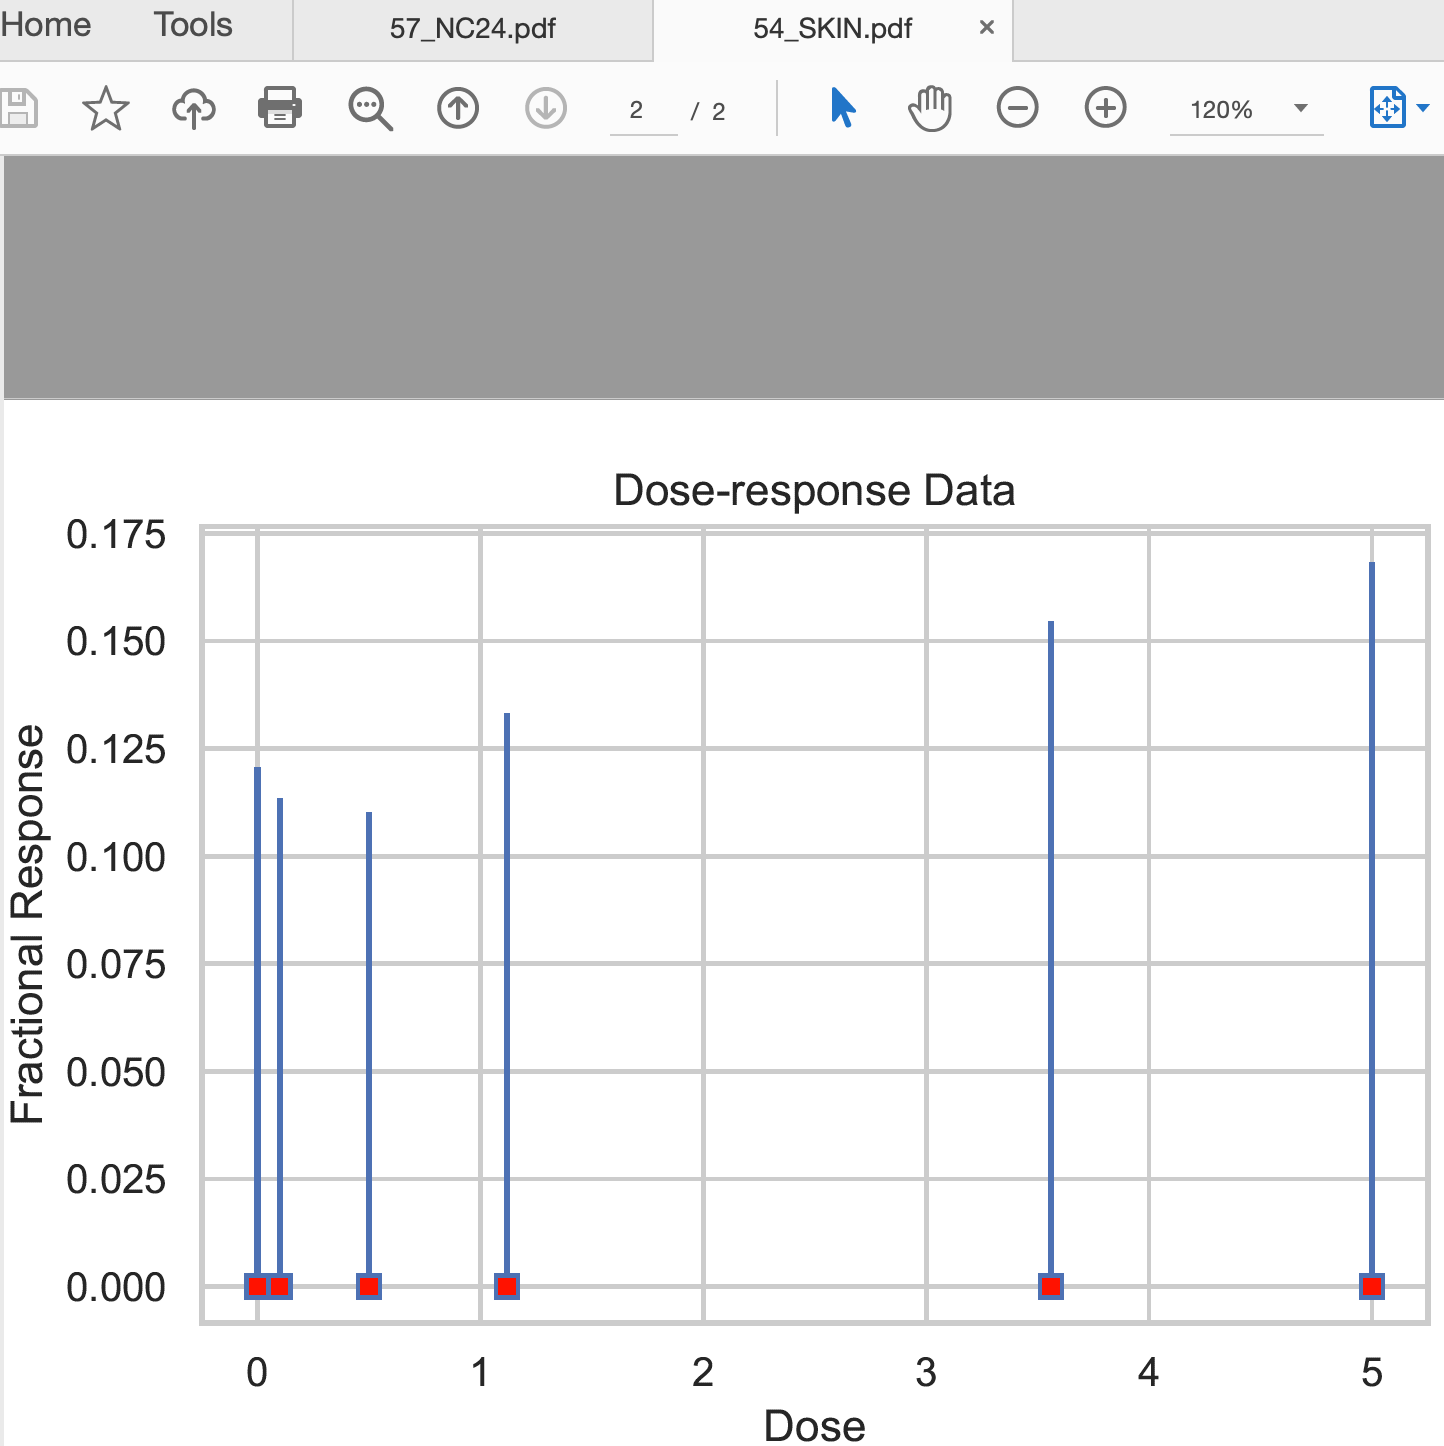 Home Tools 57_NC24.pdf 54_SKIN.pdf ×
2 / 2 120%
Dose-response Data
0.175
0.150
0.125
0.100
0.075
0.050
0.025
0.000
Fractional Response
0 1 2 3 4 5
Dose